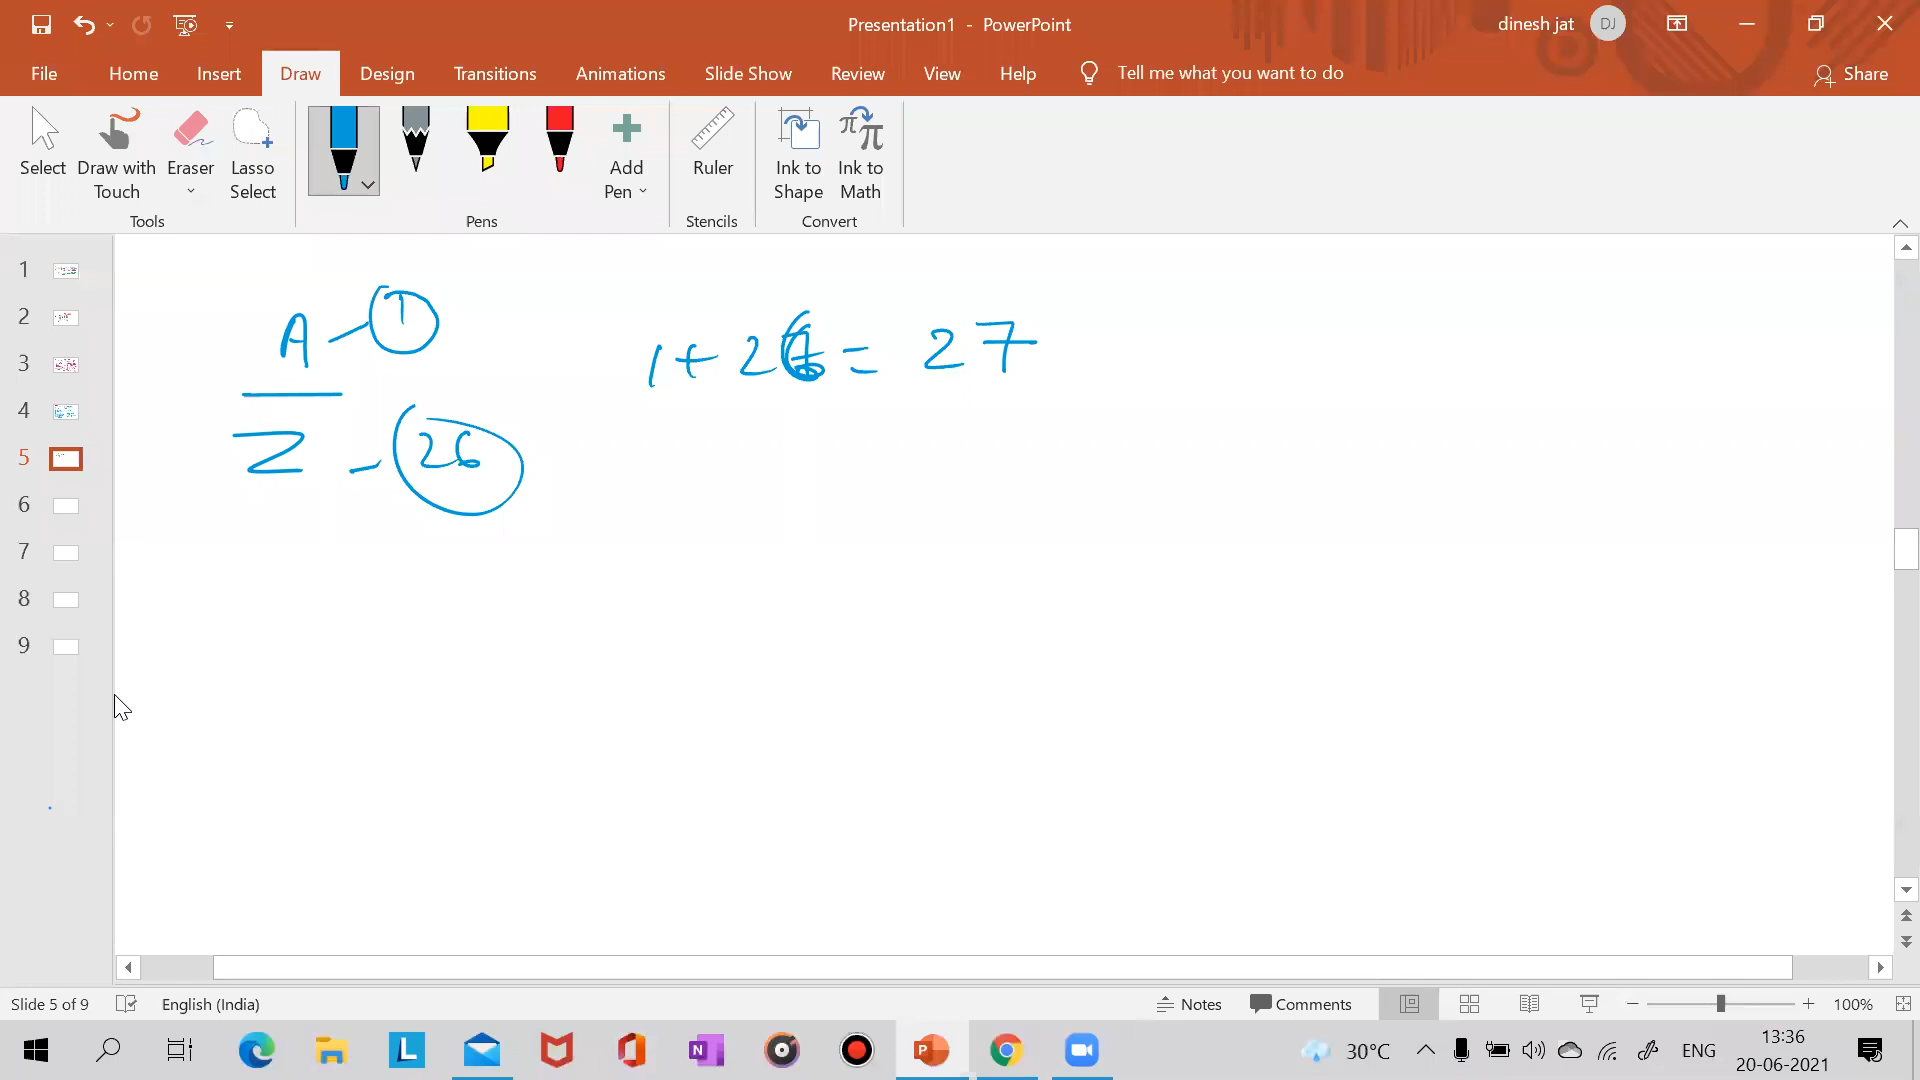 Presentation1 - PowerPoint
dinesh jat
DJ
File Home Insert Draw Design Transitions Animations Slide Show Review View Help Tell me what you want to do Share
Select
Draw with Touch
Eraser
Lasso Select
Add Pen
Ruler
Ink to Shape
Ink to Math
Tools Pens Stencils Convert
1
2
3
4
5
6
7
8
9
A - 1
Z - 26
1 + 26 = 27
Slide 5 of 9 English (India) Notes Comments 100%
30°C ENG 13:36
20-06-2021